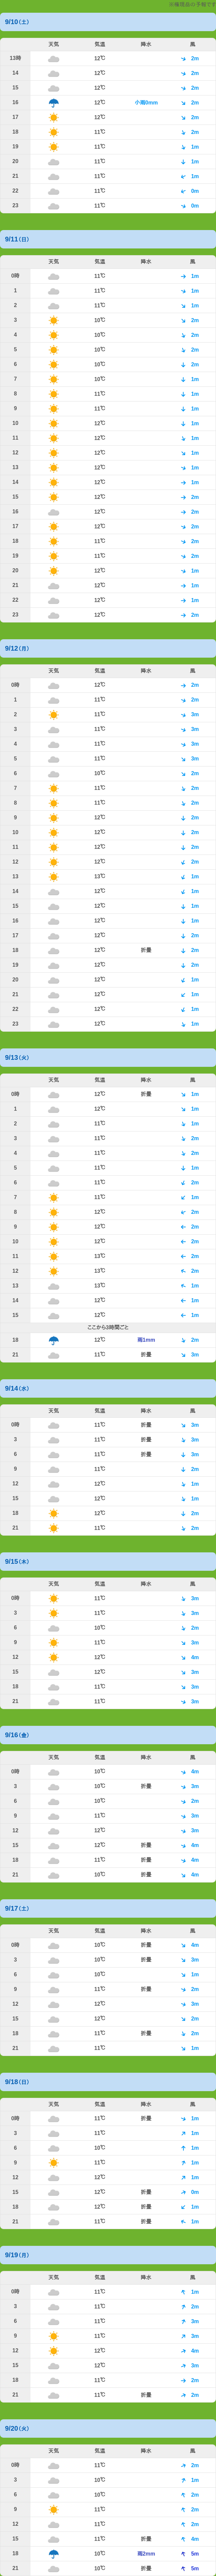 ※協議会の予報です
9/10(土)
天気 気温 降水 風
13時 12℃ 2m
14 12℃ 2m
15 12℃ 2m
16 12℃ 小雨0mm 2m
17 12℃ 2m
18 11℃ 2m
19 11℃ 1m
20 11℃ 1m
21 11℃ 1m
22 11℃ 0m
23 11℃ 0m
9/11(日)
天気 気温 降水 風
0時 11℃ 1m
1 11℃ 1m
2 11℃ 1m
3 10℃ 2m
4 10℃ 2m
5 10℃ 2m
6 10℃ 2m
7 10℃ 1m
8 11℃ 1m
9 11℃ 1m
10 12℃ 1m
11 12℃ 1m
12 12℃ 1m
13 12℃ 1m
14 12℃ 1m
15 12℃ 2m
16 12℃ 2m
17 12℃ 2m
18 11℃ 2m
19 11℃ 2m
20 12℃ 1m
21 12℃ 1m
22 12℃ 1m
23 12℃ 2m
9/12(月)
天気 気温 降水 風
0時 12℃ 2m
1 12℃ 2m
2 11℃ 3m
3 11℃ 3m
4 11℃ 3m
5 11℃ 3m
6 10℃ 2m
7 11℃ 2m
8 11℃ 2m
9 12℃ 2m
10 12℃ 2m
11 12℃ 2m
12 12℃ 2m
13 13℃ 1m
14 12℃ 1m
15 12℃ 1m
16 12℃ 1m
17 12℃ 2m
18 12℃ 折畳 2m
19 12℃ 2m
20 12℃ 1m
21 12℃ 1m
22 12℃ 1m
23 12℃ 1m
9/13(火)
天気 気温 降水 風
0時 12℃ 折畳 1m
1 12℃ 1m
2 11℃ 1m
3 11℃ 2m
4 11℃ 2m
5 11℃ 1m
6 11℃ 2m
7 11℃ 1m
8 12℃ 2m
9 12℃ 2m
10 12℃ 2m
11 13℃ 2m
12 13℃ 2m
13 13℃ 1m
14 12℃ 1m
15 12℃ 1m
ここから3時間ごと
18 12℃ 雨1mm 2m
21 11℃ 折畳 3m
9/14(水)
天気 気温 降水 風
0時 11℃ 折畳 3m
3 11℃ 折畳 3m
6 11℃ 折畳 3m
9 11℃ 2m
12 12℃ 1m
15 12℃ 1m
18 12℃ 2m
21 11℃ 2m
9/15(木)
天気 気温 降水 風
0時 11℃ 3m
3 11℃ 3m
6 10℃ 2m
9 11℃ 3m
12 12℃ 4m
15 12℃ 3m
18 11℃ 3m
21 11℃ 3m
9/16(金)
天気 気温 降水 風
0時 10℃ 4m
3 10℃ 折畳 3m
6 10℃ 2m
9 11℃ 3m
12 12℃ 3m
15 12℃ 折畳 4m
18 11℃ 折畳 4m
21 10℃ 折畳 4m
9/17(土)
天気 気温 降水 風
0時 10℃ 折畳 4m
3 10℃ 折畳 3m
6 10℃ 1m
9 11℃ 折畳 2m
12 12℃ 3m
15 12℃ 2m
18 11℃ 折畳 2m
21 11℃ 1m
9/18(日)
天気 気温 降水 風
0時 11℃ 折畳 1m
3 11℃ 1m
6 10℃ 1m
9 11℃ 1m
12 12℃ 1m
15 12℃ 折畳 0m
18 12℃ 折畳 1m
21 11℃ 折畳 1m
9/19(月)
天気 気温 降水 風
0時 11℃ 1m
3 11℃ 2m
6 11℃ 3m
9 11℃ 3m
12 12℃ 4m
15 12℃ 3m
18 11℃ 2m
21 11℃ 折畳 2m
9/20(火)
天気 気温 降水 風
0時 11℃ 2m
3 10℃ 1m
6 10℃ 2m
9 11℃ 2m
12 11℃ 2m
15 11℃ 折畳 4m
18 10℃ 雨2mm 5m
21 10℃ 折畳 5m